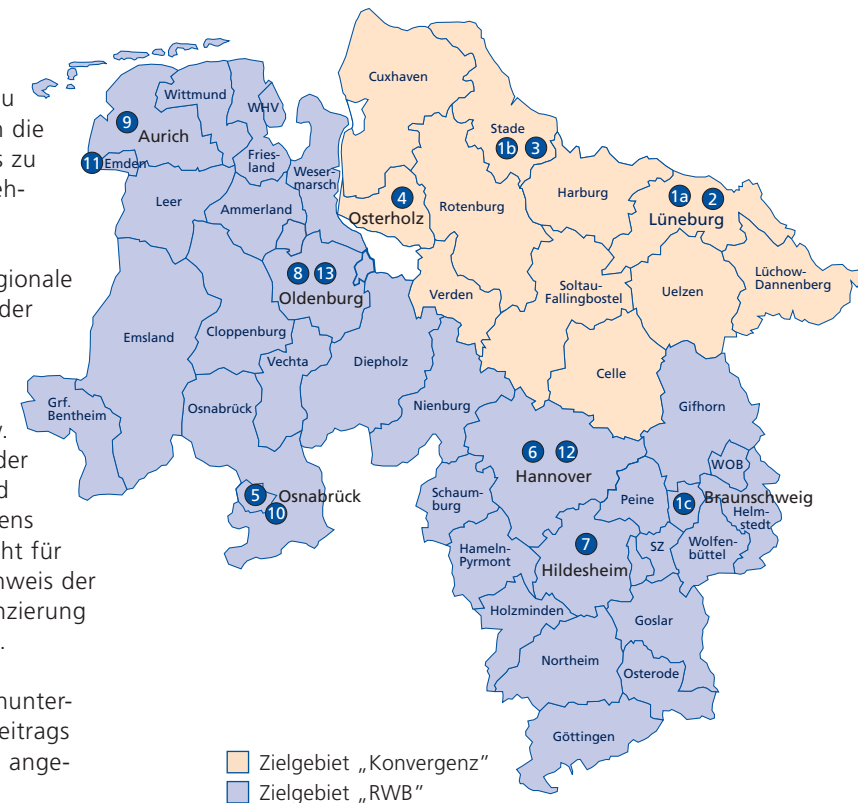 u
n die
s zu
eh-
gionale
der
v.
der
d
ens
ht für
nweis der
nzierung
.
nunter-
eitrags
ange-
Cuxhaven
Wittmund
WHV
9
Aurich
Stade
1b 3
11 Emden
Fries-
land
Weser-
marsch
Leer
Ammerland
4
Osterholz
Rotenburg
Harburg
1a 2
Lüneburg
8 13
Oldenburg
Verden
Soltau-
Fallingbostel
Uelzen
Lüchow-
Dannenberg
Emsland
Cloppenburg
Vechta
Diepholz
Celle
Grf.
Bentheim
Osnabrück
Nienburg
Gifhorn
6 12
Hannover
WOB
5 Osnabrück
10
Schaum-
burg
Peine
1c Braunschweig
Helm-
stedt
Hameln-
Pyrmont
7
Hildesheim
SZ
Wolfen-
büttel
Holzminden
Goslar
Northeim
Osterode
Göttingen
Zielgebiet „Konvergenz”
Zielgebiet „RWB”